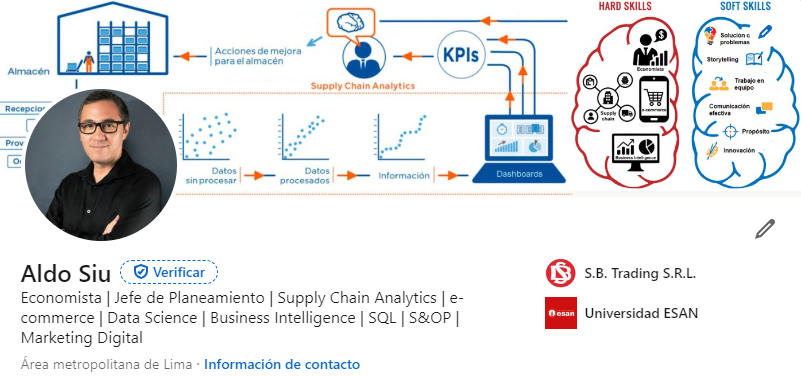 HARD SKILLS
SOFT SKILLS
Almacén
Acciones de mejora
para el almacén
KPIs
Supply Chain Analytics
Recepcio
Prov
Datos
sin procesar
Datos
procesados
Información
Dashboards
Economista
e-commerce
Supply
chain
Business Intelligence
Solución c
problemas
Storytelling
Trabajo en
equipo
Comunicación
efectiva
Propósito
Innovación
Aldo Siu
Verificar
Economista | Jefe de Planeamiento | Supply Chain Analytics | e-
commerce | Data Science | Business Intelligence | SQL | S&OP |
Marketing Digital
Área metropolitana de Lima · Información de contacto
S.B. Trading S.R.L.
esan
Universidad ESAN